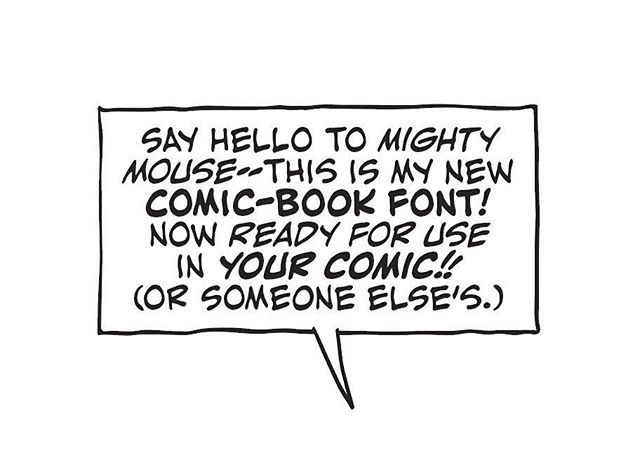 SAY HELLO TO MIGHTY
MOUSE--THIS IS MY NEW
COMIC-BOOK FONT!
NOW READY FOR USE
IN YOUR COMIC!!
(OR SOMEONE ELSE'S.)